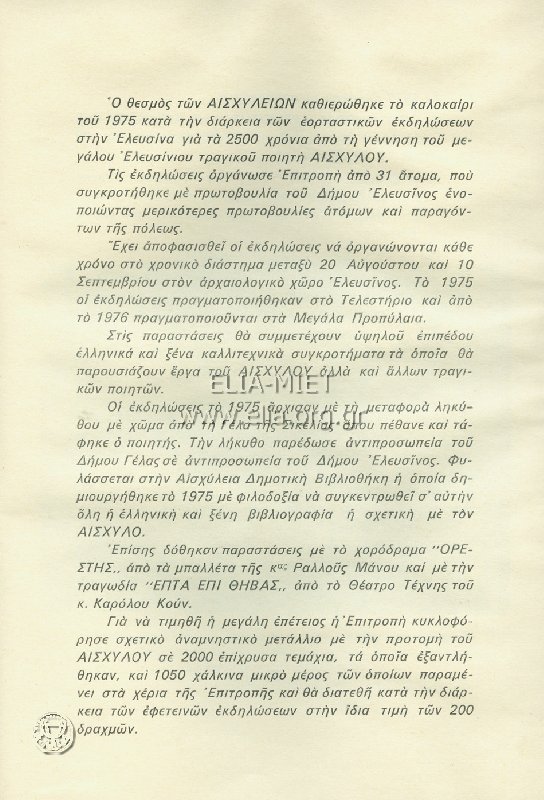 Ὁ θεσμὸς τῶν ΑΙΣΧΥΛΕΙΩΝ καθιερώθηκε τὸ καλοκαίρι
τοῦ 1975 κατὰ τὴν διάρκεια τῶν ἑορταστικῶν ἐκδηλώσεων
στὴν Ἐλευσίνα γιὰ τὰ 2500 χρόνια ἀπὸ τὴ γέννηση τοῦ με-
γάλου Ἐλευσίνιου τραγικοῦ ποιητῆ ΑΙΣΧΥΛΟΥ.
Τὶς ἐκδηλώσεις ὀργάνωσε Ἐπιτροπὴ ἀπὸ 31 ἄτομα, ποὺ
συγκροτήθηκε μὲ πρωτοβουλία τοῦ Δήμου Ἐλευσῖνος ἑνο-
ποιώντας μερικότερες πρωτοβουλίες ἀτόμων καὶ παραγόν-
των τῆς πόλεως.
Ἔχει ἀποφασισθεῖ οἱ ἐκδηλώσεις νά ὀργανώνονται κάθε
χρόνο στὸ χρονικὸ διάστημα μεταξὺ 20 Αὐγούστου καὶ 10
Σεπτεμβρίου στὸν ἀρχαιολογικὸ χῶρο Ἐλευσῖνος. Τὸ 1975
οἱ ἐκδηλώσεις πραγματοποιήθηκαν στὸ Τελεστήριο καὶ ἀπὸ
τὸ 1976 πραγματοποιοῦνται στὰ Μεγάλα Προπύλαια.
Στὶς παραστάσεις θὰ συμμετέχουν ὑψηλοῦ ἐπιπέδου
ἑλληνικὰ καὶ ξένα καλλιτεχνικὰ συγκροτήματα τὰ ὁποῖα θὰ
παρουσιάζουν ἔργα τοῦ ΑΙΣΧΥΛΟΥ ἀλλὰ καὶ ἄλλων τραγι-
κῶν ποιητῶν.
ELIA-MIET
Οἱ ἐκδηλώσεις τὸ 1975 ἄρχισαν μὲ τὴ μεταφορὰ ληκύ-
www.elia.org.gr
θου μὲ χῶμα ἀπὸ τὴ Γέλα τῆς Σικελίας ὅπου πέθανε καὶ τά-
φηκε ὁ ποιητής. Τὴν λήκυθο παρέδωσε ἀντιπροσωπεία τοῦ
Δήμου Γέλας σὲ ἀντιπροσωπεία τοῦ Δήμου Ἐλευσῖνος. Φυ-
λάσσεται στὴν Αἰσχύλεια Δημοτικὴ Βιβλιοθήκη ἡ ὁποία δη-
μιουργήθηκε τὸ 1975 μὲ φιλοδοξία νὰ συγκεντρωθεῖ σ' αὐτὴν
ὅλη ἡ ἑλληνικὴ καὶ ξένη βιβλιογραφία ἡ σχετικὴ μὲ τὸν
ΑΙΣΧΥΛΟ.
Ἐπίσης δόθηκαν παραστάσεις μὲ τὸ χορόδραμα "ΟΡΕ-
ΣΤΗΣ,, ἀπὸ τὰ μπαλλέτα τῆς κας Ραλλοῦς Μάνου καὶ μὲ τὴν
τραγωδία "ΕΠΤΑ ΕΠΙ ΘΗΒΑΣ,, ἀπὸ τὸ Θέατρο Τέχνης τοῦ
κ. Καρόλου Κούν.
Γιὰ νὰ τιμηθῆ ἡ μεγάλη ἐπέτειος ἡ Ἐπιτροπὴ κυκλοφό-
ρησε σχετικὸ ἀναμνηστικὸ μετάλλιο μὲ τὴν προτομὴ τοῦ
ΑΙΣΧΥΛΟΥ σὲ 2000 ἐπίχρυσα τεμάχια, τά ὁποῖα ἐξαντλή-
θηκαν, καὶ 1050 χάλκινα μικρὸ μέρος τῶν ὁποίων παραμέ-
νει στὰ χέρια τῆς Ἐπιτροπῆς καὶ θὰ διατεθῆ κατὰ τὴν διάρ-
κεια τῶν ἐφετεινῶν ἐκδηλώσεων στὴν ἴδια τιμὴ τῶν 200
δραχμῶν.